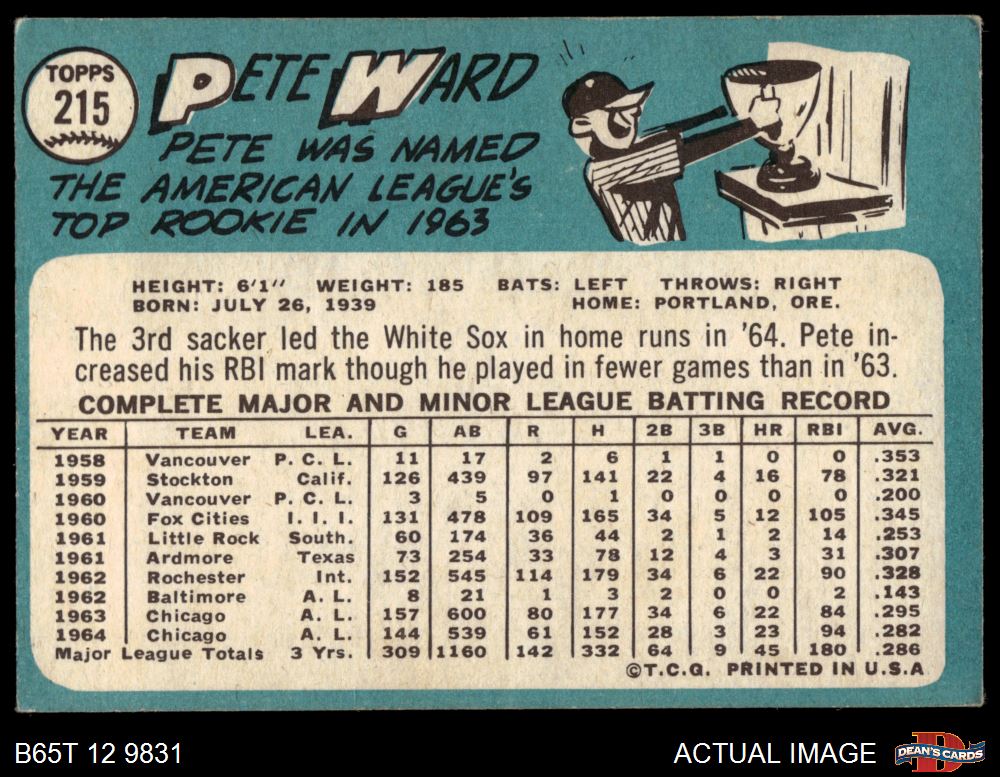 TOPPS
215
PETE WARD
PETE WAS NAMED
THE AMERICAN LEAGUE'S
TOP ROOKIE IN 1963
HEIGHT: 6'1" WEIGHT: 185 BATS: LEFT THROWS: RIGHT
BORN: JULY 26, 1939 HOME: PORTLAND, ORE.
The 3rd sacker led the White Sox in home runs in '64. Pete in-
creased his RBI mark though he played in fewer games than in '63.
COMPLETE MAJOR AND MINOR LEAGUE BATTING RECORD
YEAR TEAM LEA. G AB R H 2B 3B HR RBI AVG.
1958 Vancouver P. C. L. 11 17 2 6 1 1 0 0 .353
1959 Stockton Calif. 126 439 97 141 22 4 16 78 .321
1960 Vancouver P. C. L. 3 5 0 1 0 0 0 0 .200
1960 Fox Cities I. I. I. 131 478 109 165 34 5 12 105 .345
1961 Little Rock South. 60 174 36 44 2 1 2 14 .253
1961 Ardmore Texas 73 254 33 78 12 4 3 31 .307
1962 Rochester Int. 152 545 114 179 34 6 22 90 .328
1962 Baltimore A. L. 8 21 1 3 2 0 0 2 .143
1963 Chicago A. L. 157 600 80 177 34 6 22 84 .295
1964 Chicago A. L. 144 539 61 152 28 3 23 94 .282
Major League Totals 3 Yrs. 309 1160 142 332 64 9 45 180 .286
©T.C.G. PRINTED IN U.S.A
B65T 12 9831 ACTUAL IMAGE D DEAN'S CARDS